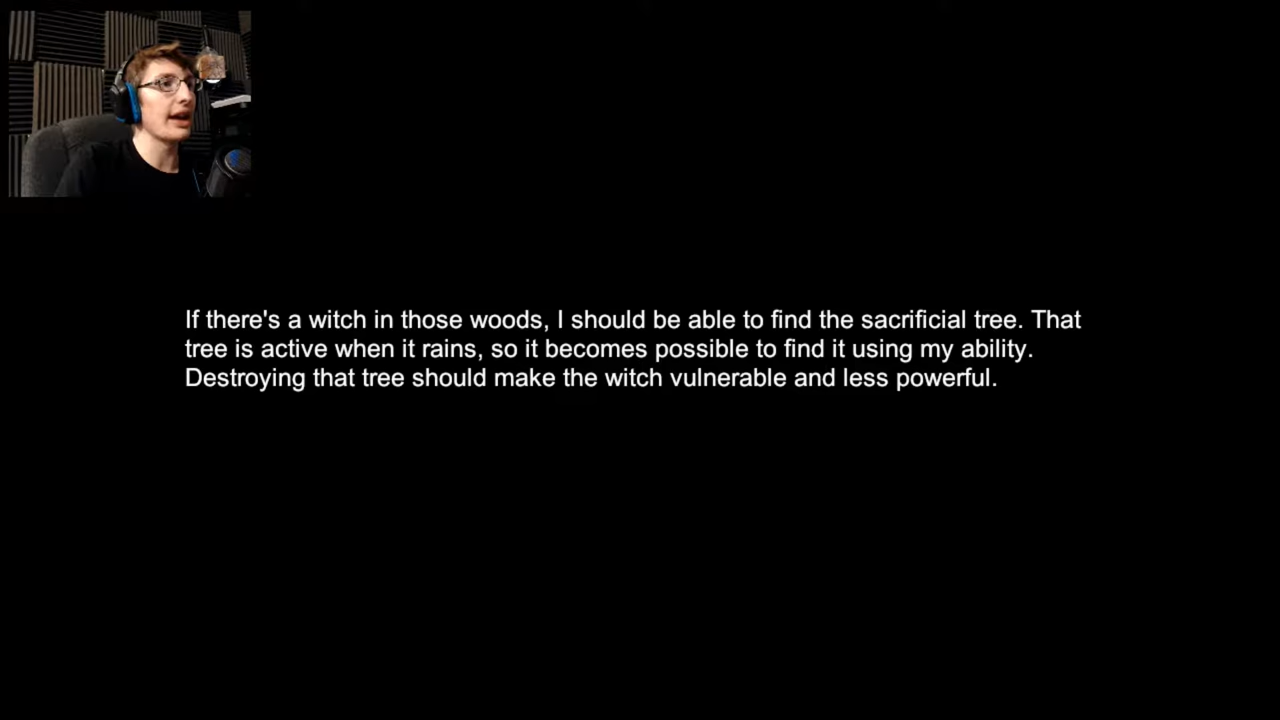 If there's a witch in those woods, I should be able to find the sacrificial tree. That
tree is active when it rains, so it becomes possible to find it using my ability.
Destroying that tree should make the witch vulnerable and less powerful.